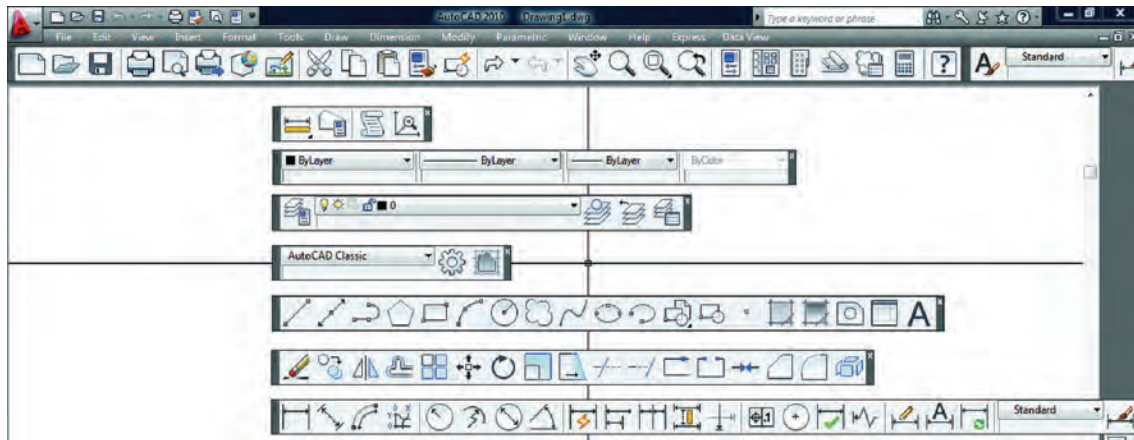 AutoCAD 2010 Drawing1.dwg Type a keyword or phrase
File Edit View Insert Format Tools Draw Dimension Modify Parametric Window Help Express Data View
Standard
ByLayer ByLayer ByLayer ByColor
0
AutoCAD Classic
A
Standard